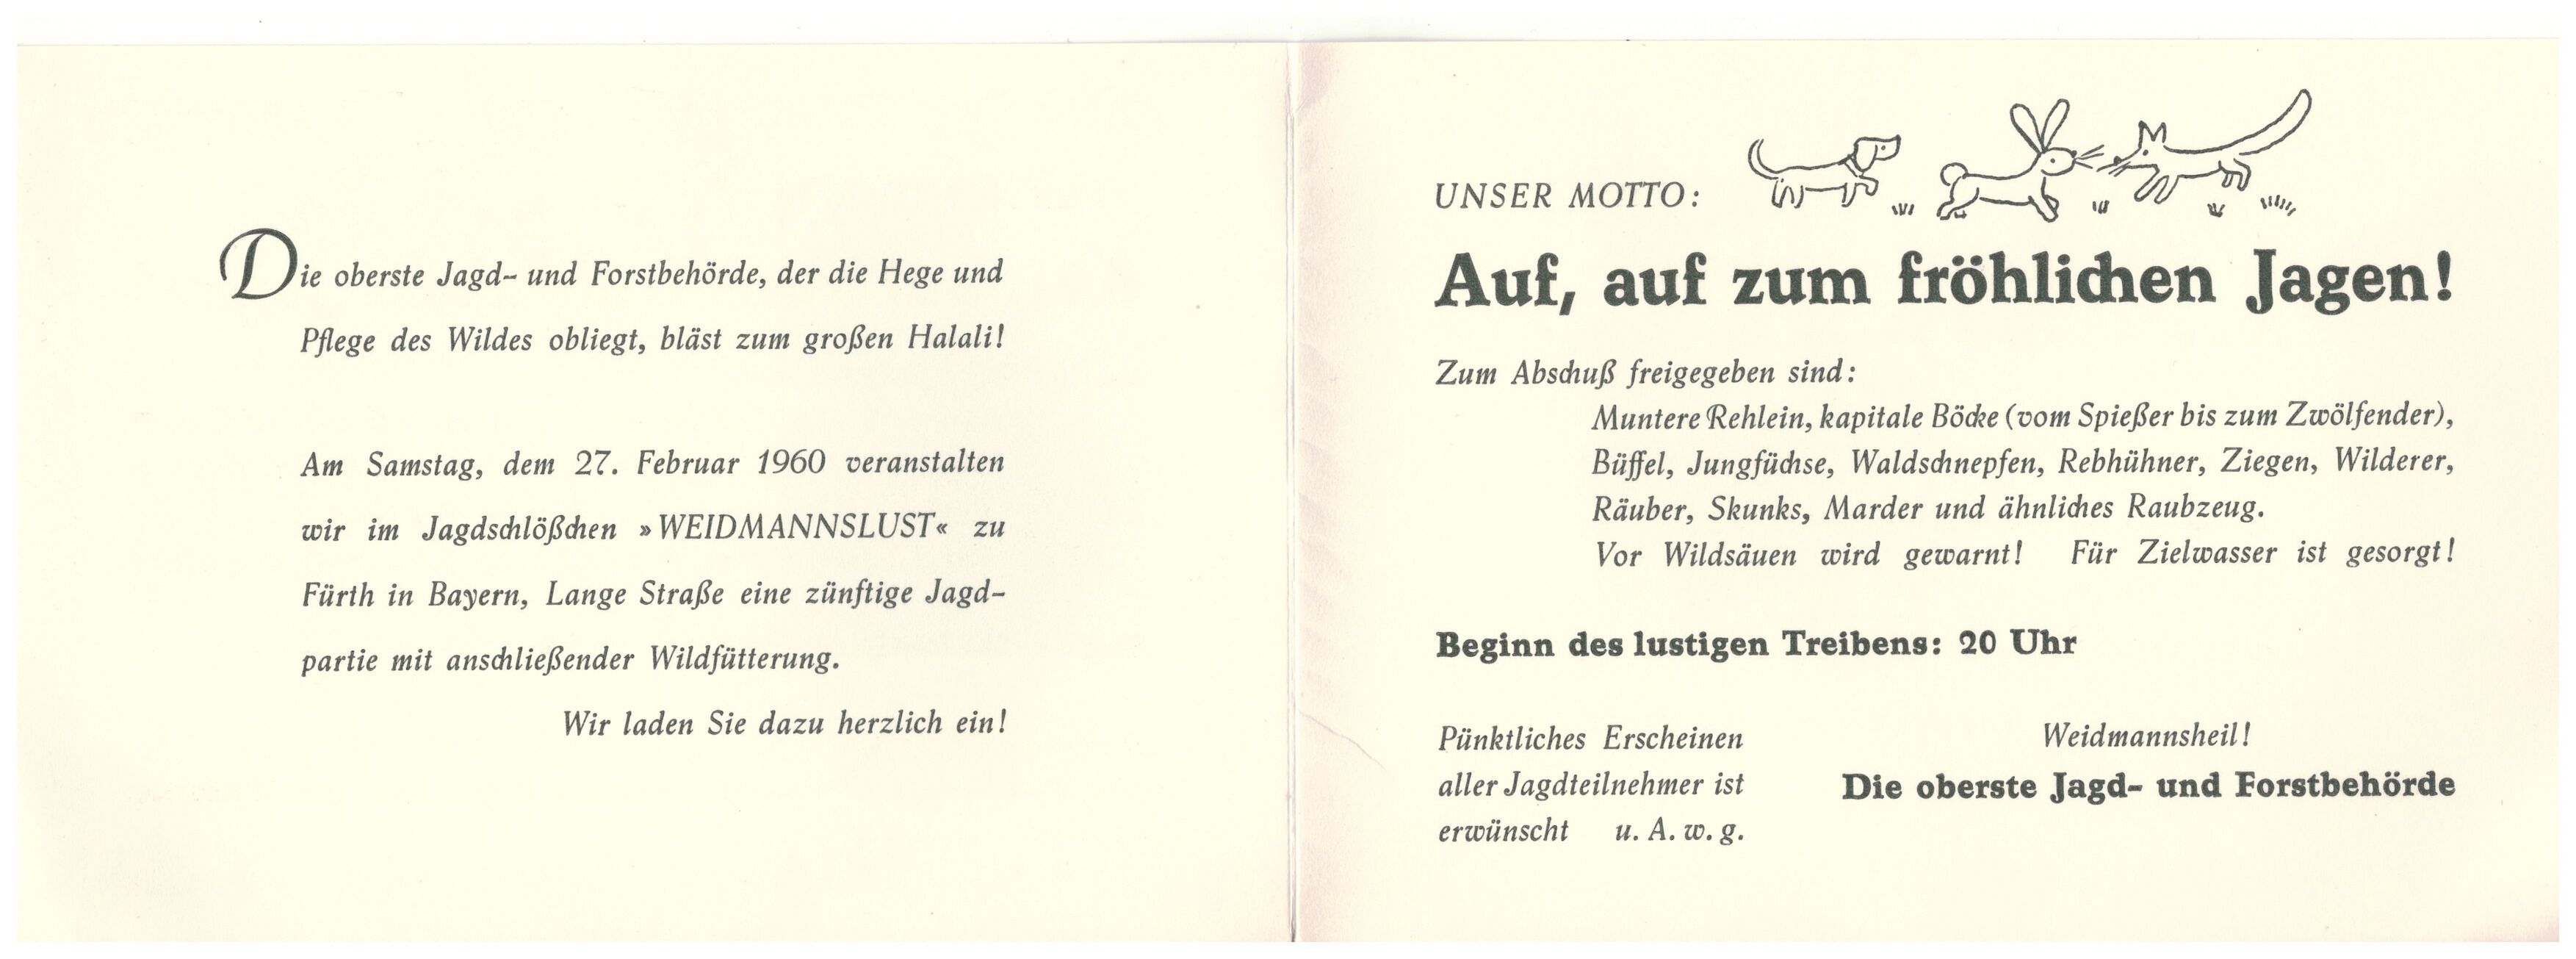 Die oberste Jagd- und Forstbehörde, der die Hege und
Pflege des Wildes obliegt, bläst zum großen Halali!
Am Samstag, dem 27. Februar 1960 veranstalten
wir im Jagdschlößchen »WEIDMANNSLUST« zu
Fürth in Bayern, Lange Straße eine zünftige Jagd-
partie mit anschließender Wildfütterung.
Wir laden Sie dazu herzlich ein!
UNSER MOTTO:
Auf, auf zum fröhlichen Jagen!
Zum Abschuß freigegeben sind:
Muntere Rehlein, kapitale Böcke (vom Spießer bis zum Zwölfender),
Büffel, Jungfüchse, Waldschnepfen, Rebhühner, Ziegen, Wilderer,
Räuber, Skunks, Marder und ähnliches Raubzeug.
Vor Wildsäuen wird gewarnt! Für Zielwasser ist gesorgt!
Beginn des lustigen Treibens: 20 Uhr
Pünktliches Erscheinen
aller Jagdteilnehmer ist
erwünscht u. A. w. g.
Weidmannsheil!
Die oberste Jagd- und Forstbehörde